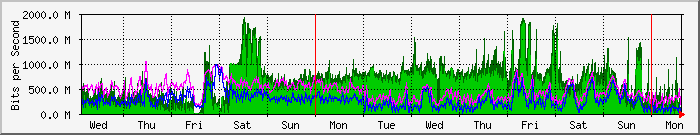 Bits per Second
2000.0 M
1500.0 M
1000.0 M
500.0 M
0.0 M
Wed Thu Fri Sat Sun Mon Tue Wed Thu Fri Sat Sun Mon